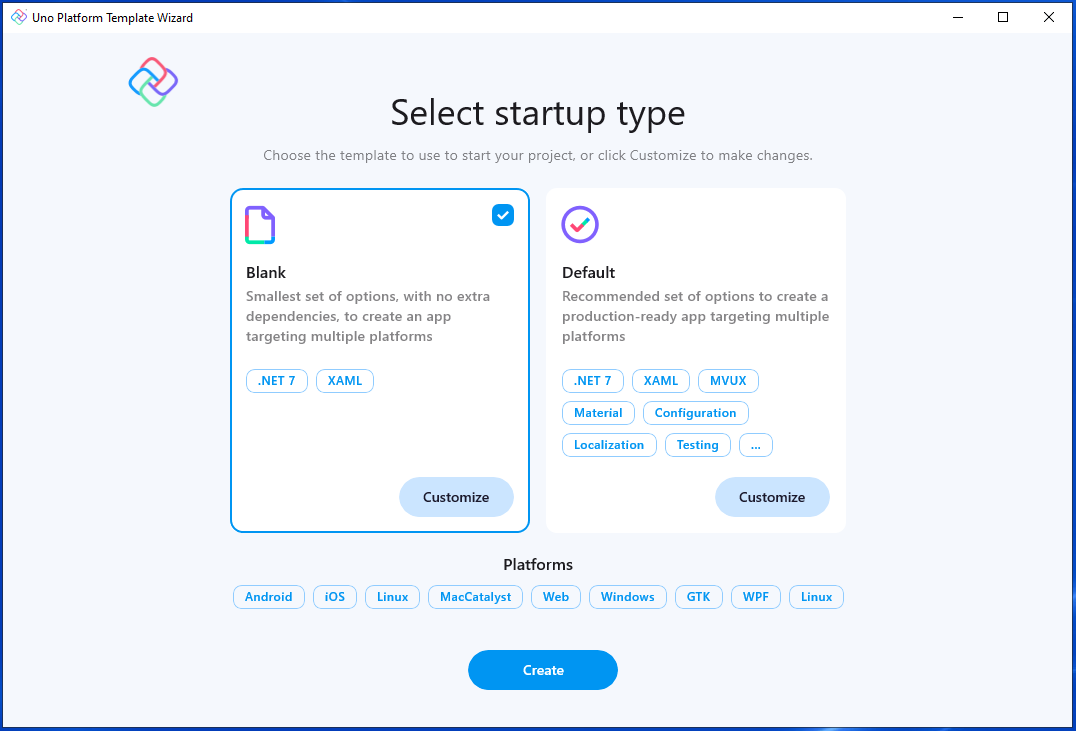 Uno Platform Template Wizard
Select startup type
Choose the template to use to start your project, or click Customize to make changes.
Blank
Smallest set of options, with no extra
dependencies, to create an app
targeting multiple platforms
.NET 7 XAML
Customize
Default
Recommended set of options to create a
production-ready app targeting multiple
platforms
.NET 7 XAML MVUX
Material Configuration
Localization Testing ...
Customize
Platforms
Android iOS Linux MacCatalyst Web Windows GTK WPF Linux
Create